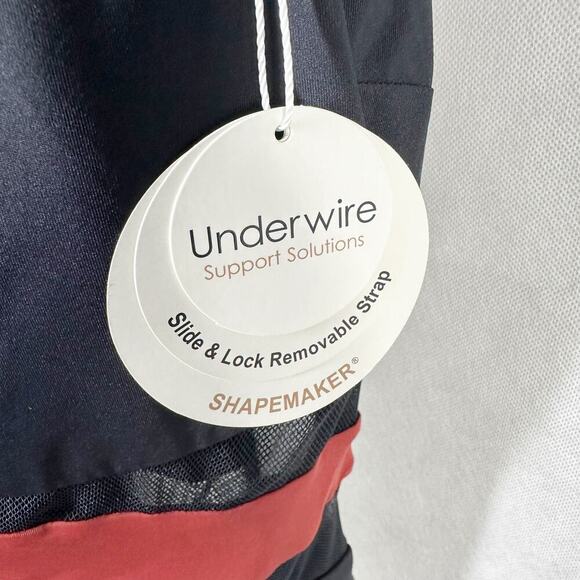 Underwire
Support Solutions
Slide & Lock Removable Strap
SHAPEMAKER®